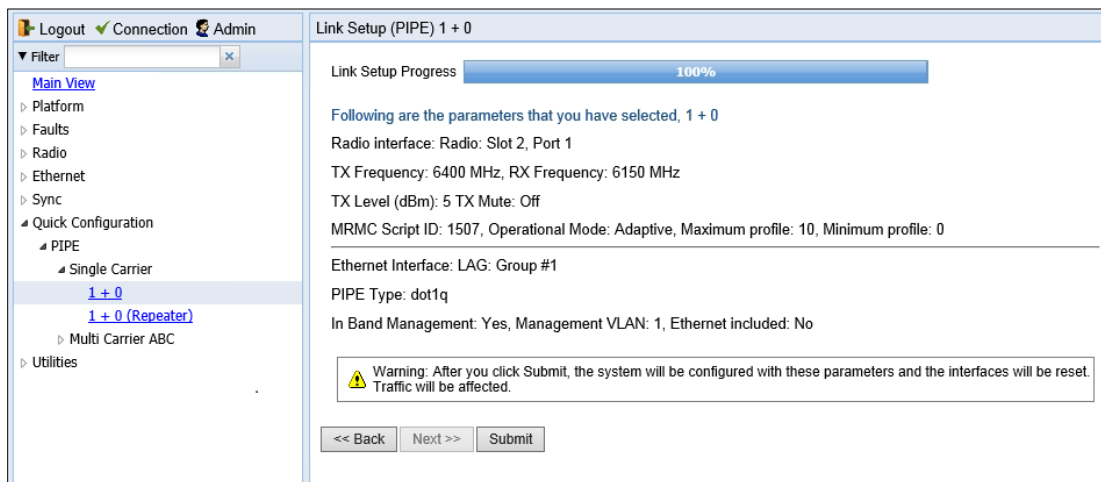 Logout Connection Admin
Filter
Main View
Platform
Faults
Radio
Ethernet
Sync
Quick Configuration
PIPE
Single Carrier
1 + 0
1 + 0 (Repeater)
Multi Carrier ABC
Utilities
Link Setup (PIPE) 1 + 0
Link Setup Progress 100%
Following are the parameters that you have selected, 1 + 0
Radio interface: Radio: Slot 2, Port 1
TX Frequency: 6400 MHz, RX Frequency: 6150 MHz
TX Level (dBm): 5 TX Mute: Off
MRMC Script ID: 1507, Operational Mode: Adaptive, Maximum profile: 10, Minimum profile: 0
Ethernet Interface: LAG: Group #1
PIPE Type: dot1q
In Band Management: Yes, Management VLAN: 1, Ethernet included: No
Warning: After you click Submit, the system will be configured with these parameters and the interfaces will be reset.
Traffic will be affected.
<< Back Next >> Submit